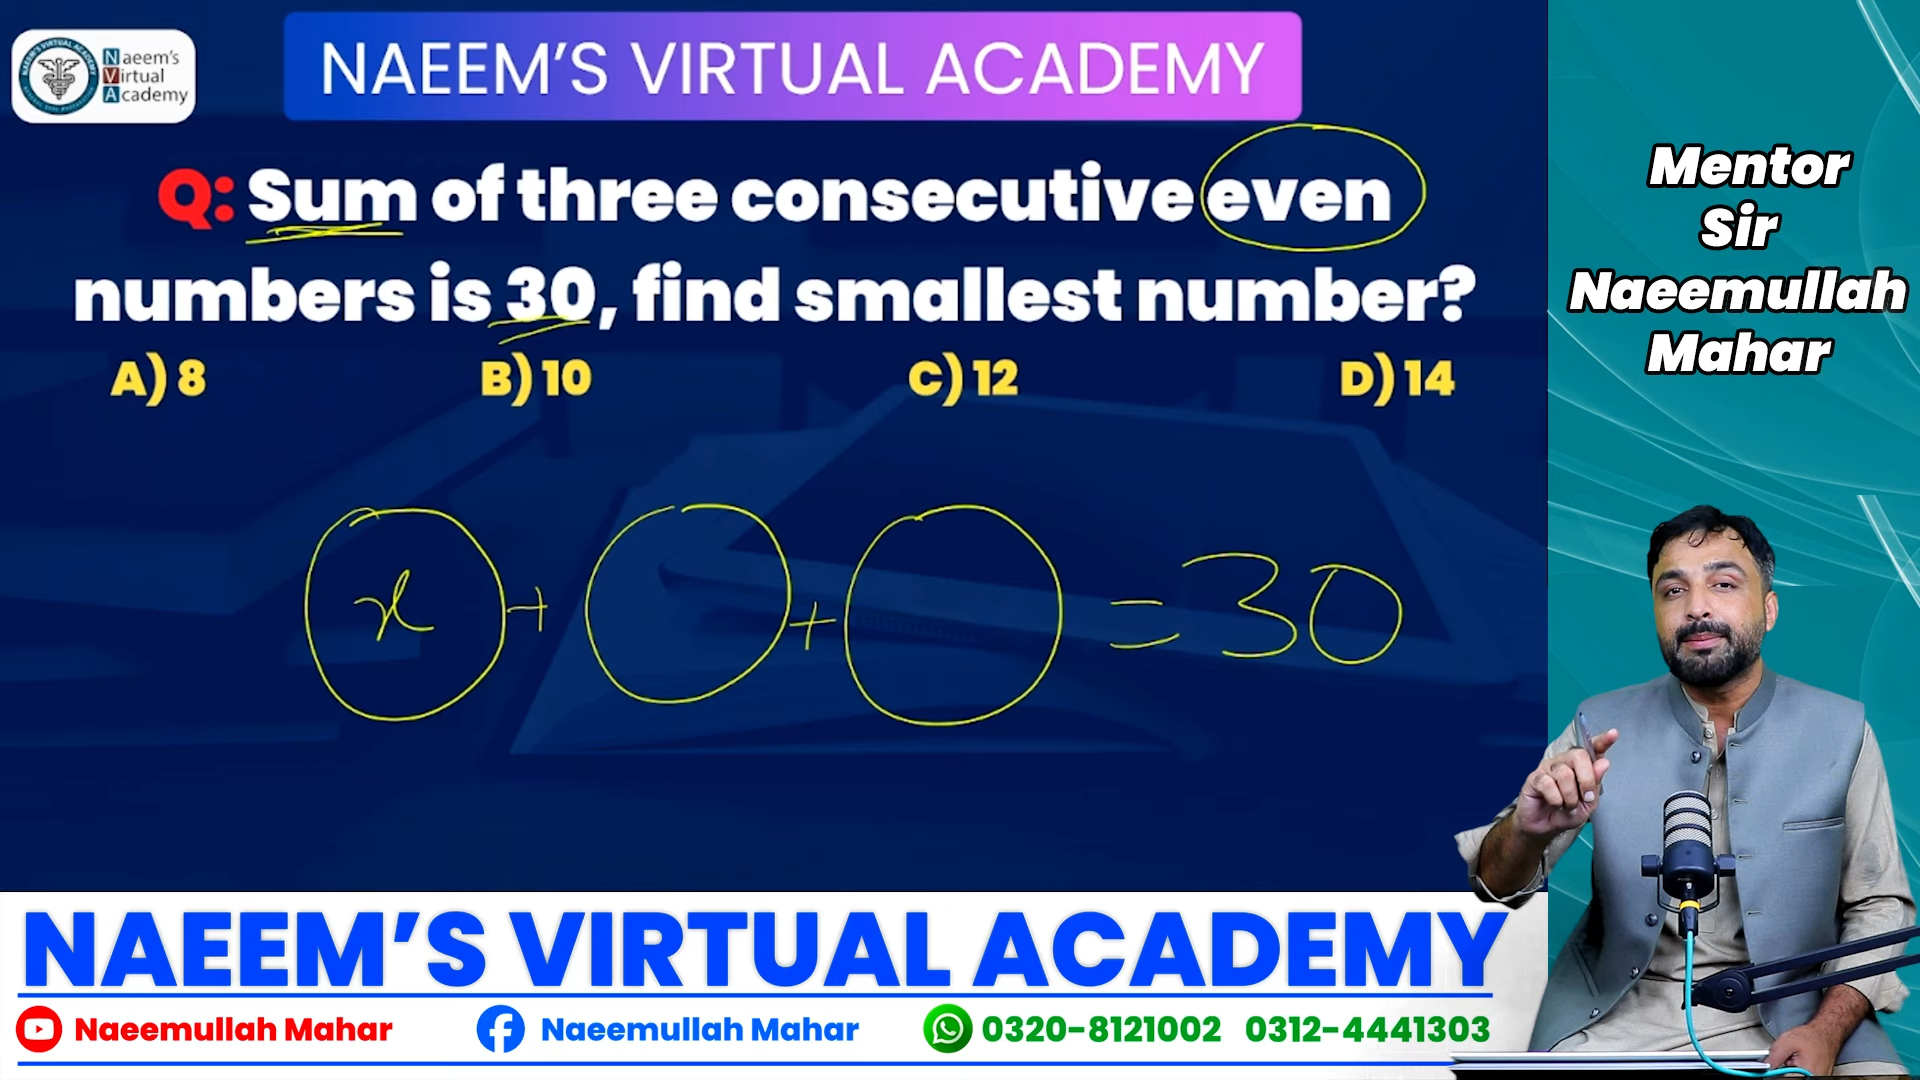 Naeem's
Virtual
Academy
NAEEM'S VIRTUAL ACADEMY
Q: Sum of three consecutive even
numbers is 30, find smallest number?
A) 8 B) 10 C) 12 D) 14
x + + = 30
Mentor
Sir
Naeemullah
Mahar
NAEEM'S VIRTUAL ACADEMY
Naeemullah Mahar Naeemullah Mahar 0320-8121002 0312-4441303